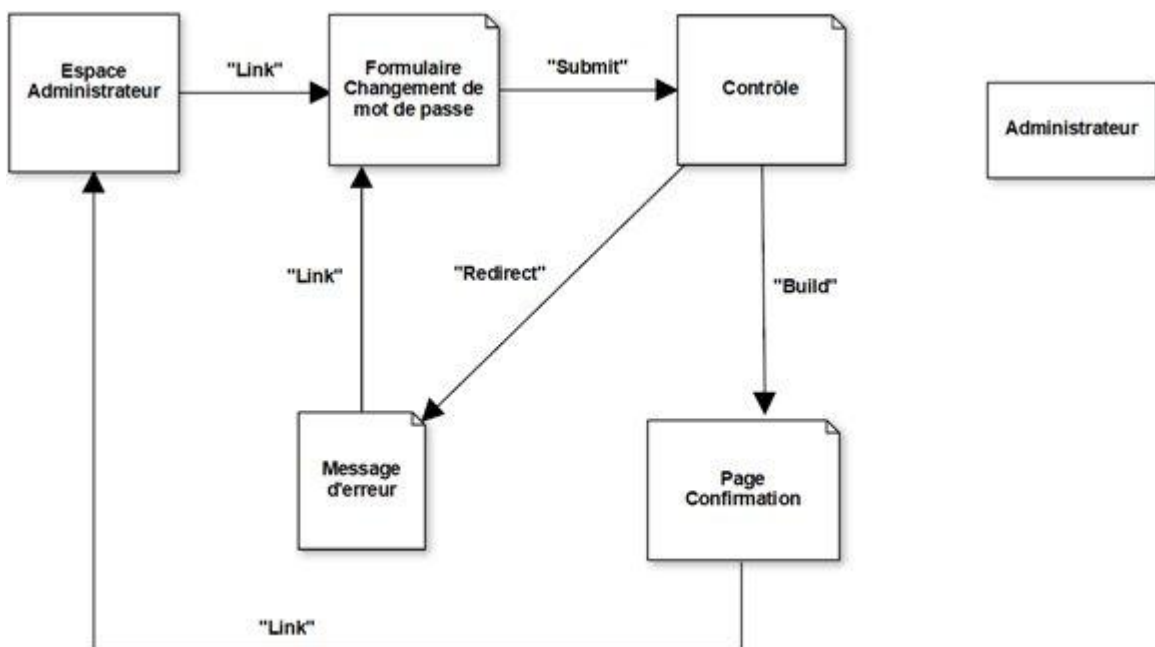 Espace
Administrateur
"Link"
Formulaire
Changement de
mot de passe
"Submit"
Contrôle
Administrateur
"Link"
"Redirect"
"Build"
Message
d'erreur
Page
Confirmation
"Link"